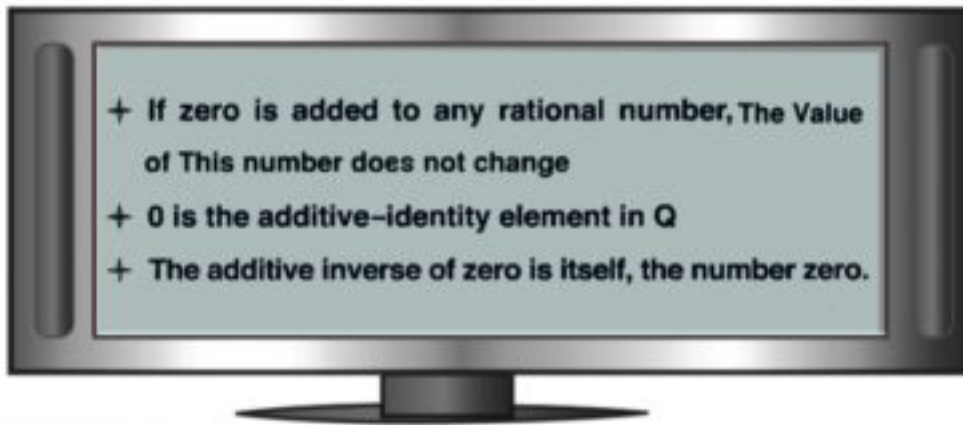 + If zero is added to any rational number, The Value
of This number does not change
+ 0 is the additive-identity element in Q
+ The additive inverse of zero is itself, the number zero.